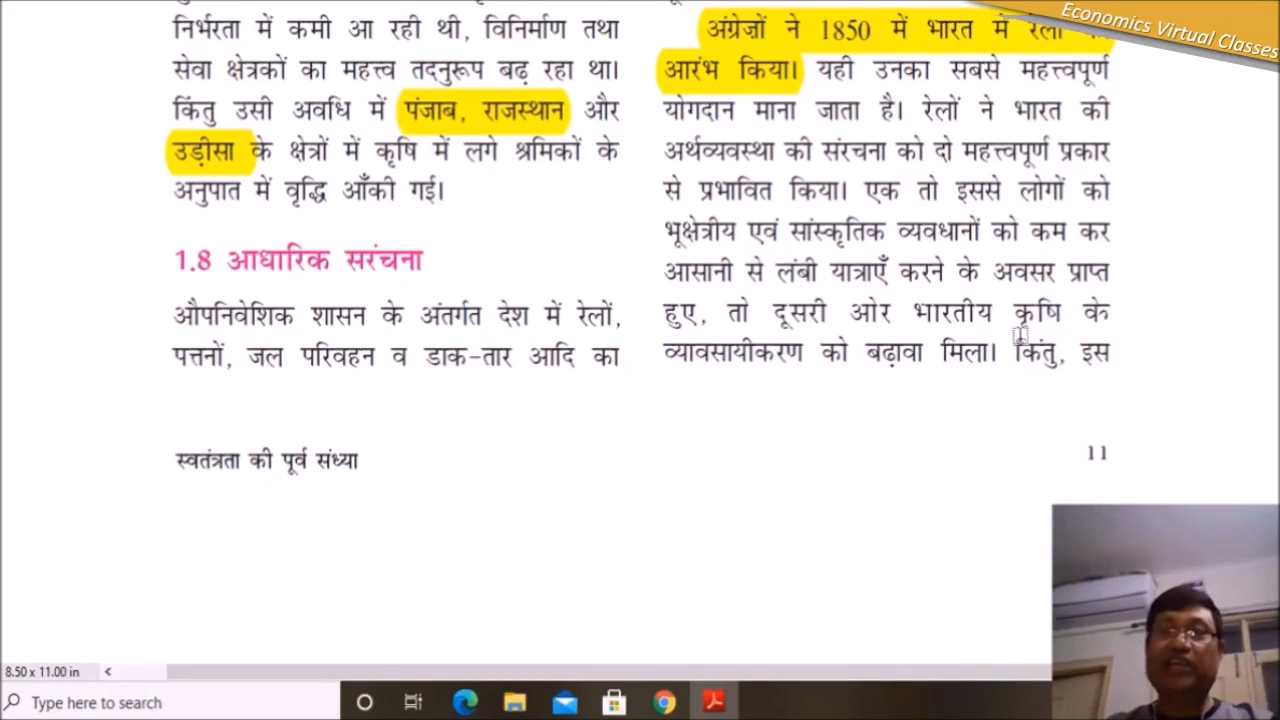 निर्भरता में कमी आ रही थी, विनिर्माण तथा
सेवा क्षेत्रकों का महत्त्व तदनुरूप बढ़ रहा था।
किंतु उसी अवधि में पंजाब, राजस्थान और
उड़ीसा के क्षेत्रों में कृषि में लगे श्रमिकों के
अनुपात में वृद्धि आँकी गई।
1.8 आधारिक सरंचना
औपनिवेशिक शासन के अंतर्गत देश में रेलों,
पत्तनों, जल परिवहन व डाक-तार आदि का
अंग्रेजों ने 1850 में भारत में रेलों
आरंभ किया। यही उनका सबसे महत्त्वपूर्ण
योगदान माना जाता है। रेलों ने भारत की
अर्थव्यवस्था की संरचना को दो महत्त्वपूर्ण प्रकार
से प्रभावित किया। एक तो इससे लोगों को
भूक्षेत्रीय एवं सांस्कृतिक व्यवधानों को कम कर
आसानी से लंबी यात्राएँ करने के अवसर प्राप्त
हुए, तो दूसरी ओर भारतीय कृषि के
व्यावसायीकरण को बढ़ावा मिला। किंतु, इस
स्वतंत्रता की पूर्व संध्या
11
Economics Virtual Classes
8.50 x 11.00 in
Type here to search